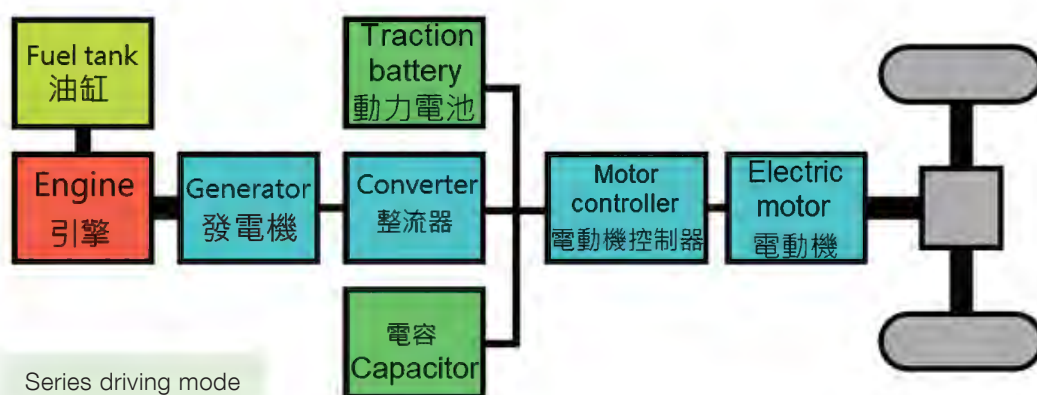 Fuel tank
油缸
Traction
battery
動力電池
Engine
引擎
Generator
發電機
Converter
整流器
Motor
controller
電動機控制器
Electric
motor
電動機
電容
Capacitor
Series driving mode